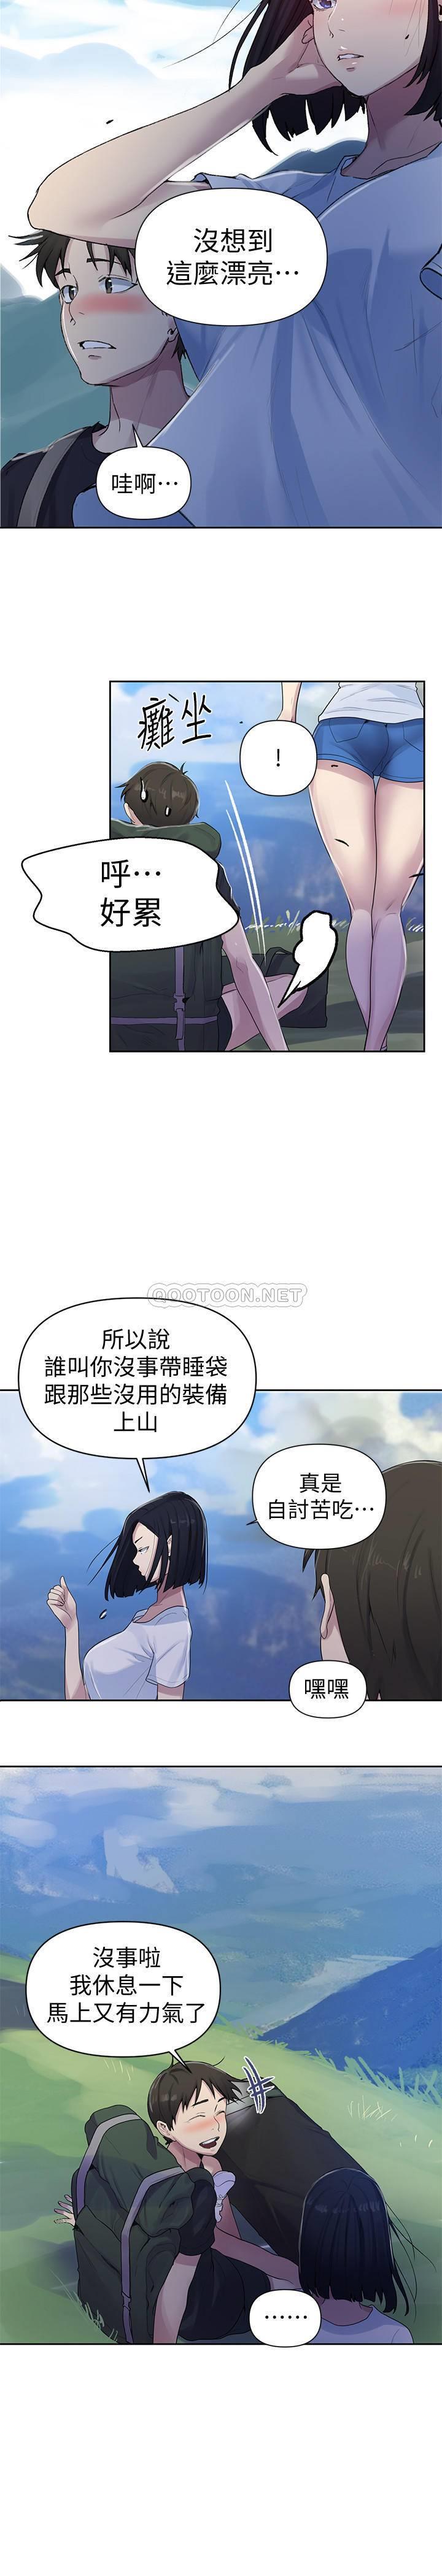 沒想到
這麼漂亮…
哇啊…
癱坐
!
呼…
好累
QOOTOON.NET
所以說
誰叫你沒事帶睡袋
跟那些沒用的裝備
上山
真是
自討苦吃…
嘿嘿
沒事啦
我休息一下
馬上又有力氣了
……